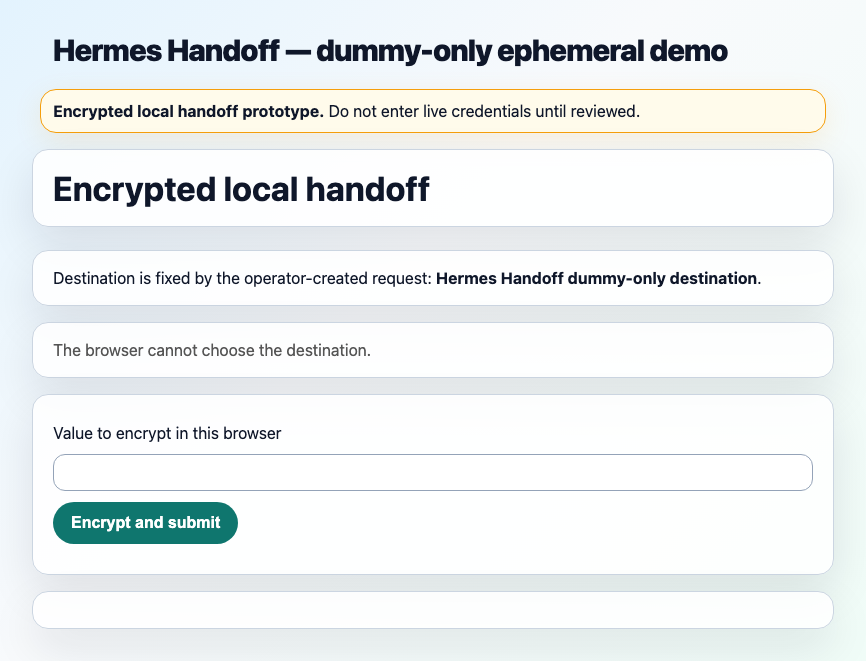 Hermes Handoff — dummy-only ephemeral demo
Encrypted local handoff prototype. Do not enter live credentials until reviewed.
Encrypted local handoff
Destination is fixed by the operator-created request: Hermes Handoff dummy-only destination.
The browser cannot choose the destination.
Value to encrypt in this browser
Encrypt and submit